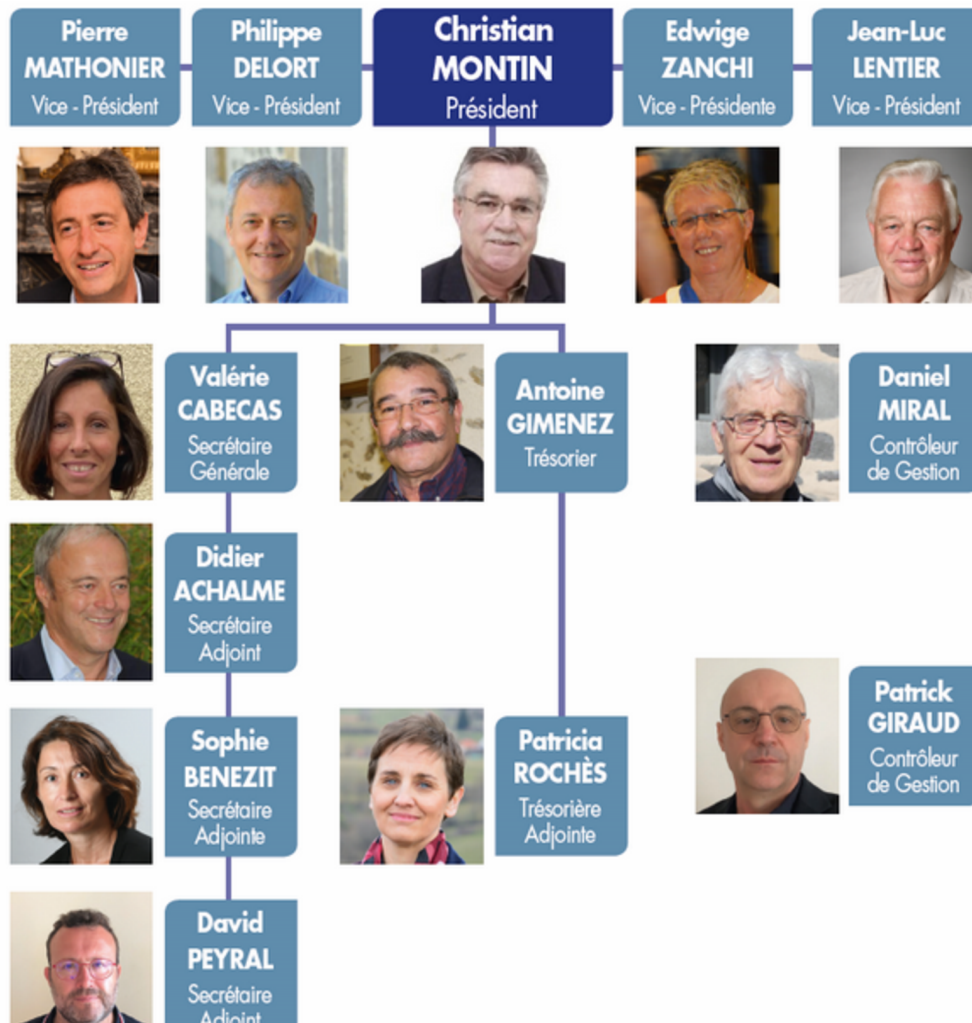 Pierre
MATHONIER
Vice - Président
Philippe
DELORT
Vice - Président
Christian
MONTIN
Président
Edwige
ZANCHI
Vice - Présidente
Jean-Luc
LENTIER
Vice - Président
Valérie
CABECAS
Secrétaire
Générale
Antoine
GIMENEZ
Trésorier
Daniel
MIRAL
Contrôleur
de Gestion
Didier
ACHALME
Secrétaire
Adjoint
Patrick
GIRAUD
Contrôleur
de Gestion
Sophie
BENEZIT
Secrétaire
Adjointe
Patricia
ROCHÈS
Trésorière
Adjointe
David
PEYRAL
Secrétaire
Adjoint